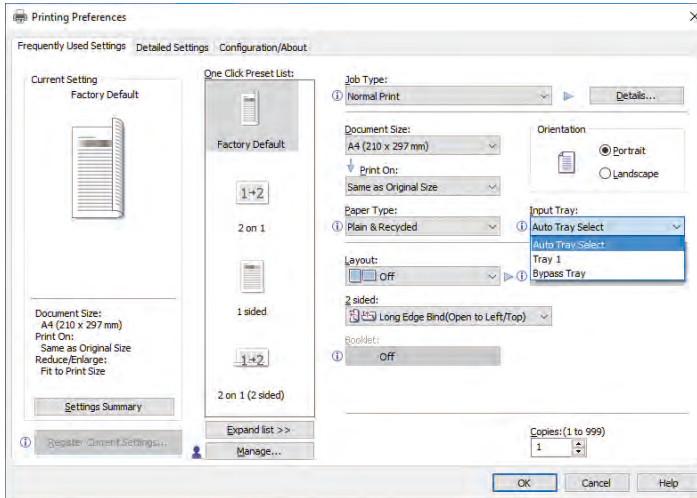 Printing Preferences
Frequently Used Settings
Detailed Settings
Configuration/About
Current Setting
Factory Default
Document Size:
A4 (210 x 297 mm)
Print On:
Same as Original Size
Reduce/Enlarge:
Fit to Print Size
Settings Summary
Register Current Settings...
One Click Preset List:
Factory Default
1→2
2 on 1
1 sided
1→2
2 on 1 (2 sided)
Expand list >>
Manage...
Job Type:
Normal Print
Details...
Document Size:
A4 (210 x 297 mm)
Print On:
Same as Original Size
Orientation
Portrait
Landscape
Paper Type:
Plain & Recycled
Input Tray:
Auto Tray Select
Auto Tray Select
Tray 1
Bypass Tray
Layout:
Off
2 sided:
Long Edge Bind(Open to Left/Top)
Booklet:
Off
Copies:(1 to 999)
1
OK
Cancel
Help